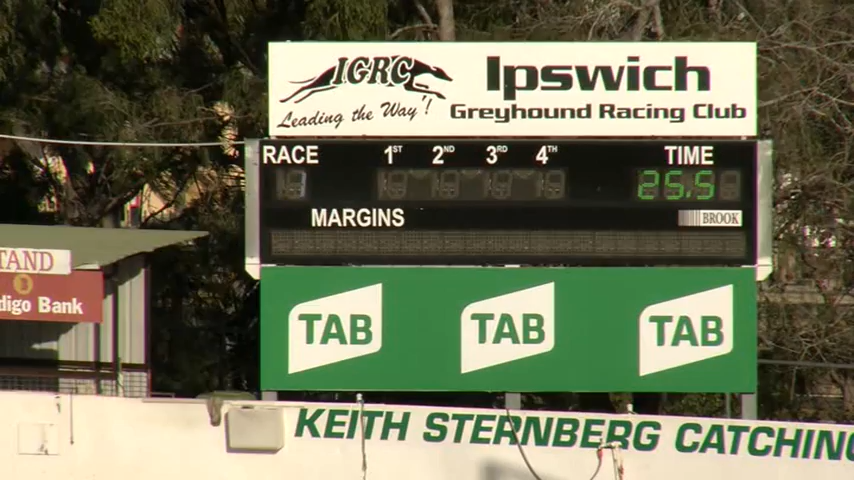 IGRC
Leading the Way'!
Ipswich
Greyhound Racing Club
RACE 1ST 2ND 3RD 4TH TIME
25.5
MARGINS
BROOK
TAND
digo Bank
TAB TAB TAB
KEITH STERNBERG CATCHING